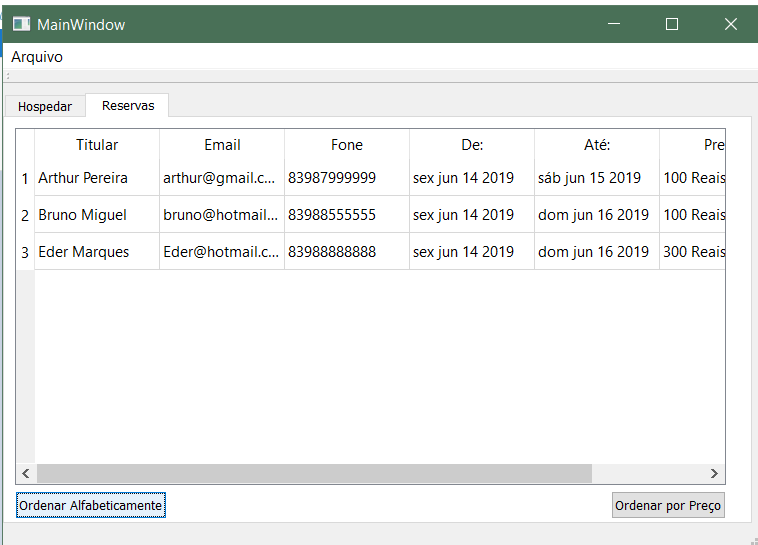 MainWindow
Arquivo
Hospedar Reservas
Titular Email Fone De: Até: Pre
1 Arthur Pereira arthur@gmail.c... 83987999999 sex jun 14 2019 sáb jun 15 2019 100 Reais
2 Bruno Miguel bruno@hotmail... 83988555555 sex jun 14 2019 dom jun 16 2019 100 Reais
3 Eder Marques Eder@hotmail.c... 83988888888 sex jun 14 2019 dom jun 16 2019 300 Reais
Ordenar Alfabeticamente Ordenar por Preço